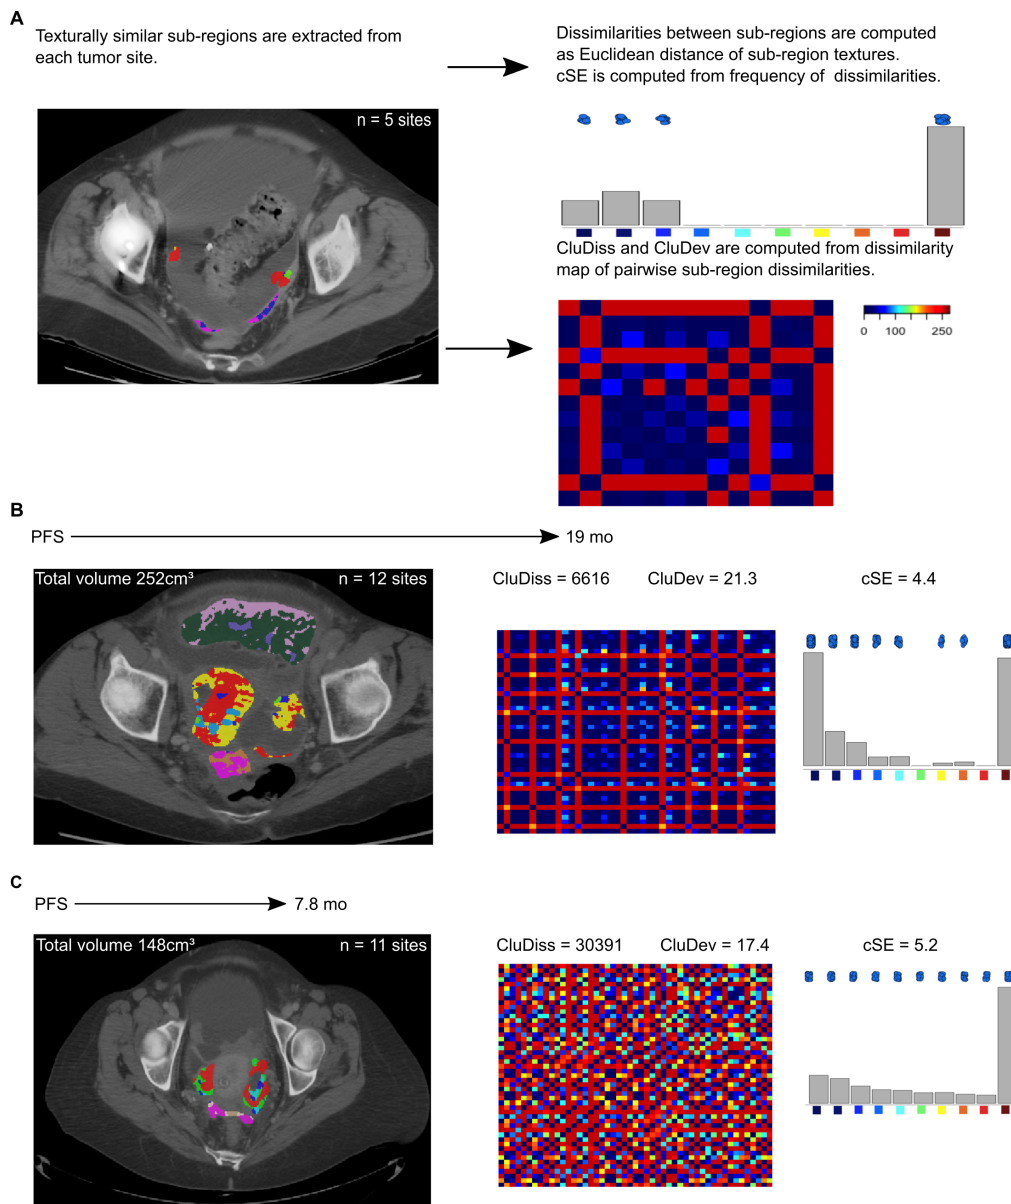 A
Texturally similar sub-regions are extracted from
each tumor site.
Dissimilarities between sub-regions are computed
as Euclidean distance of sub-region textures.
cSE is computed from frequency of dissimilarities.
n = 5 sites
CluDiss and CluDev are computed from dissimilarity
map of pairwise sub-region dissimilarities.
0 100 250
B
PFS 19 mo
Total volume 252cm³ n = 12 sites
CluDiss = 6616 CluDev = 21.3 cSE = 4.4
C
PFS 7.8 mo
Total volume 148cm³ n = 11 sites
CluDiss = 30391 CluDev = 17.4 cSE = 5.2